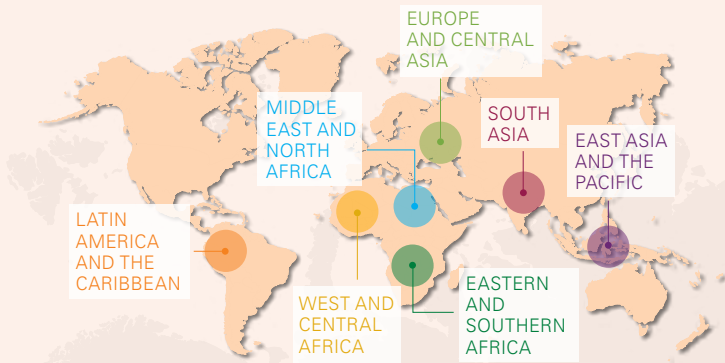 EUROPE
AND CENTRAL
ASIA
MIDDLE
EAST AND
NORTH
AFRICA
SOUTH
ASIA
EAST ASIA
AND THE
PACIFIC
LATIN
AMERICA
AND THE
CARIBBEAN
WEST AND
CENTRAL
AFRICA
EASTERN
AND
SOUTHERN
AFRICA